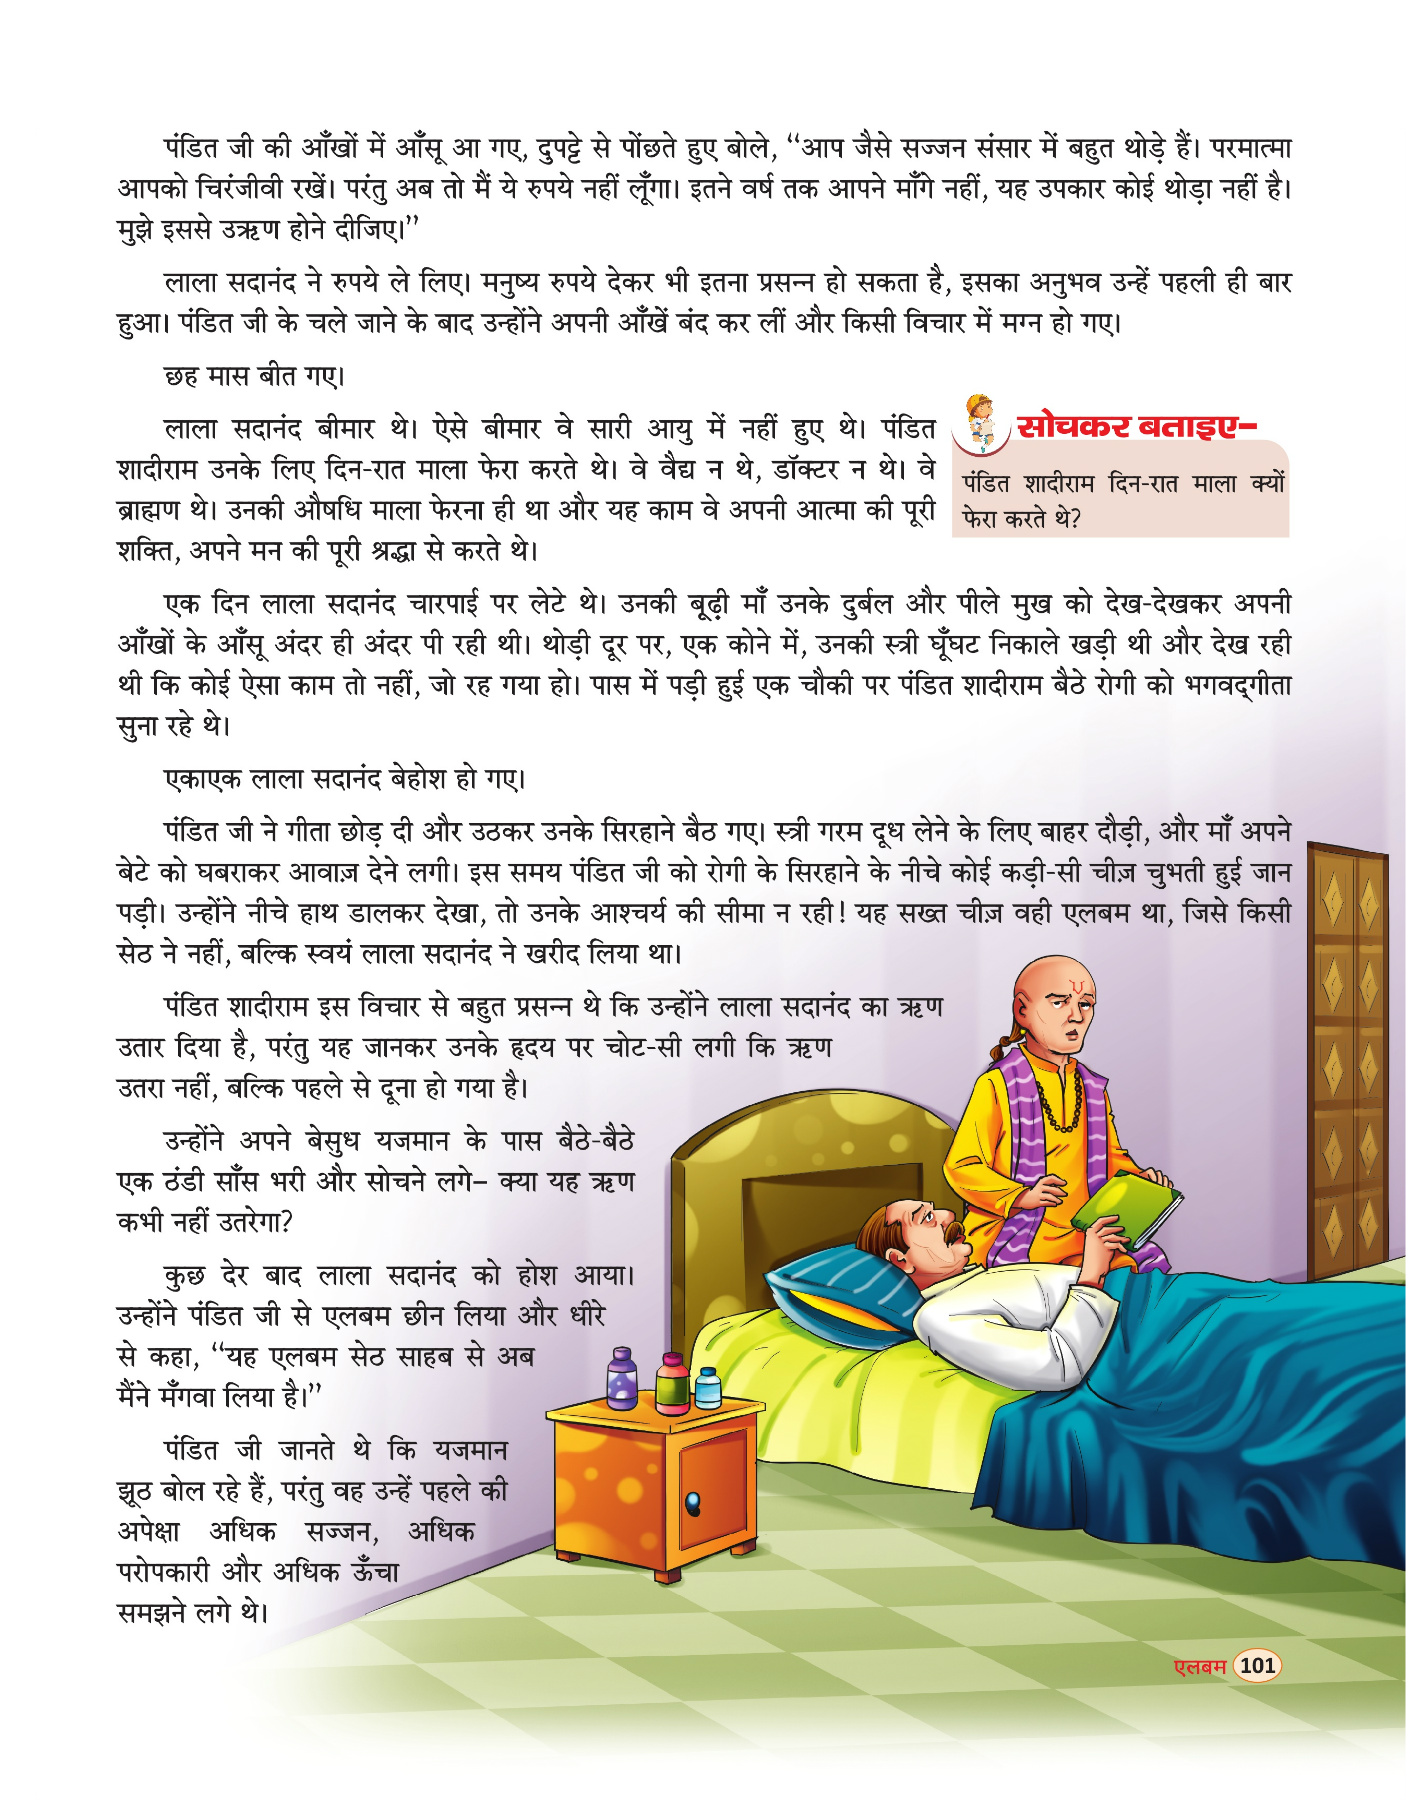 पंडित जी की आँखों में आँसू आ गए, दुपट्टे से पोंछते हुए बोले, “आप जैसे सज्जन संसार में बहुत थोड़े हैं। परमात्मा
आपको चिरंजीवी रखें। परंतु अब तो मैं ये रुपये नहीं लूँगा। इतने वर्ष तक आपने माँगे नहीं, यह उपकार कोई थोड़ा नहीं है।
मुझे इससे उऋण होने दीजिए।”
लाला सदानंद ने रुपये ले लिए। मनुष्य रुपये देकर भी इतना प्रसन्न हो सकता है, इसका अनुभव उन्हें पहली ही बार
हुआ। पंडित जी के चले जाने के बाद उन्होंने अपनी आँखें बंद कर लीं और किसी विचार में मग्न हो गए।
छह मास बीत गए।
लाला सदानंद बीमार थे। ऐसे बीमार वे सारी आयु में नहीं हुए थे। पंडित
शादीराम उनके लिए दिन-रात माला फेरा करते थे। वे वैद्य न थे, डॉक्टर न थे। वे
ब्राह्मण थे। उनकी औषधि माला फेरना ही था और यह काम वे अपनी आत्मा की पूरी
शक्ति, अपने मन की पूरी श्रद्धा से करते थे।
सोचकर बताइए–
पंडित शादीराम दिन-रात माला क्यों
फेरा करते थे?
एक दिन लाला सदानंद चारपाई पर लेटे थे। उनकी बूढ़ी माँ उनके दुर्बल और पीले मुख को देख-देखकर अपनी
आँखों के आँसू अंदर ही अंदर पी रही थी। थोड़ी दूर पर, एक कोने में, उनकी स्त्री घूँघट निकाले खड़ी थी और देख रही
थी कि कोई ऐसा काम तो नहीं, जो रह गया हो। पास में पड़ी हुई एक चौकी पर पंडित शादीराम बैठे रोगी को भगवद्‌गीता
सुना रहे थे।
एकाएक लाला सदानंद बेहोश हो गए।
पंडित जी ने गीता छोड़ दी और उठकर उनके सिरहाने बैठ गए। स्त्री गरम दूध लेने के लिए बाहर दौड़ी, और माँ अपने
बेटे को घबराकर आवाज़ देने लगी। इस समय पंडित जी को रोगी के सिरहाने के नीचे कोई कड़ी-सी चीज़ चुभती हुई जान
पड़ी। उन्होंने नीचे हाथ डालकर देखा, तो उनके आश्चर्य की सीमा न रही! यह सख्त चीज़ वही एलबम था, जिसे किसी
सेठ ने नहीं, बल्कि स्वयं लाला सदानंद ने खरीद लिया था।
पंडित शादीराम इस विचार से बहुत प्रसन्न थे कि उन्होंने लाला सदानंद का ऋण
उतार दिया है, परंतु यह जानकर उनके हृदय पर चोट-सी लगी कि ऋण
उतरा नहीं, बल्कि पहले से दूना हो गया है।
उन्होंने अपने बेसुध यजमान के पास बैठे-बैठे
एक ठंडी साँस भरी और सोचने लगे– क्या यह ऋण
कभी नहीं उतरेगा?
कुछ देर बाद लाला सदानंद को होश आया।
उन्होंने पंडित जी से एलबम छीन लिया और धीरे
से कहा, “यह एलबम सेठ साहब से अब
मैंने मँगवा लिया है।”
पंडित जी जानते थे कि यजमान
झूठ बोल रहे हैं, परंतु वह उन्हें पहले की
अपेक्षा अधिक सज्जन, अधिक
परोपकारी और अधिक ऊँचा
समझने लगे थे।
एलबम 101